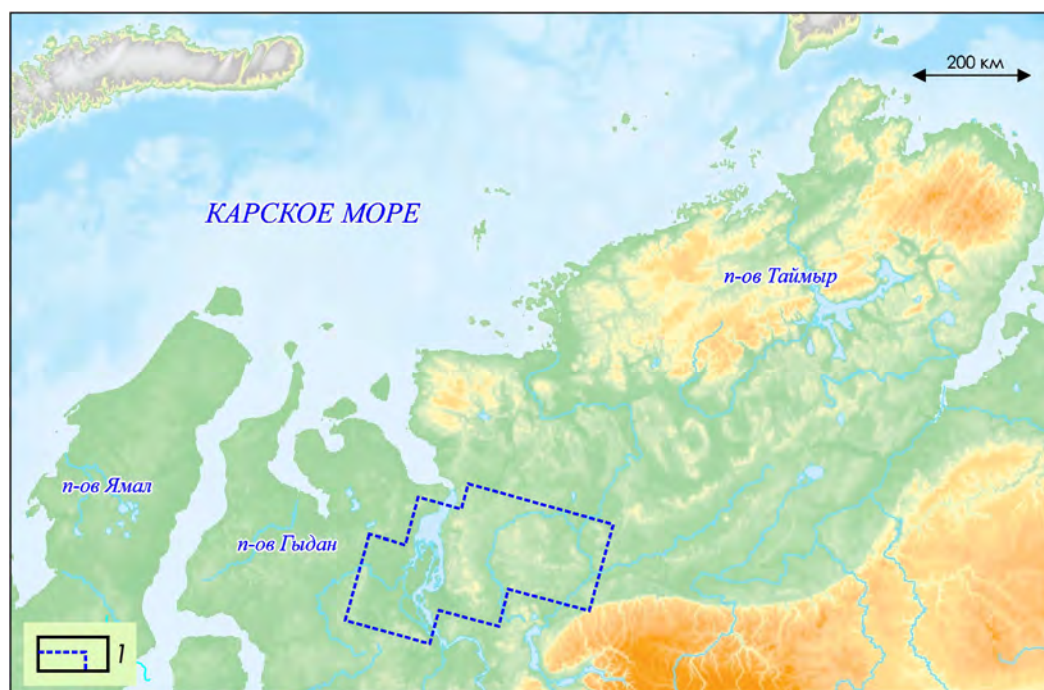 200 км
КАРСКОЕ МОРЕ
п-ов Таймыр
п-ов Ямал
п-ов Гыдан
1